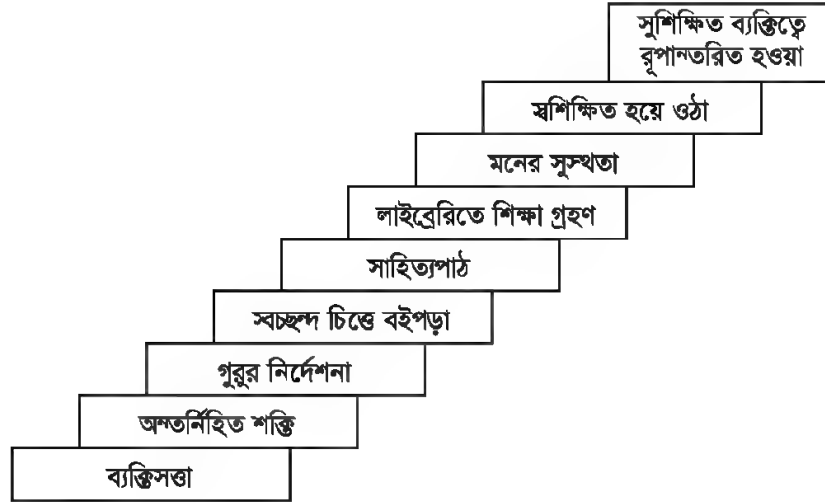 সুশিক্ষিত ব্যক্তিত্বে
রূপান্তরিত হওয়া
স্বশিক্ষিত হয়ে ওঠা
মনের সুস্থতা
লাইব্রেরিতে শিক্ষা গ্রহণ
সাহিত্যপাঠ
স্বচ্ছন্দ চিত্তে বইপড়া
গুরুর নির্দেশনা
অন্তর্নিহিত শক্তি
ব্যক্তিসত্তা